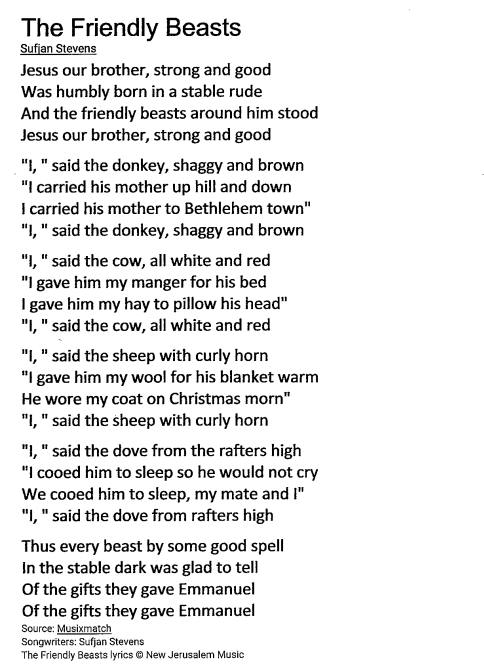 The Friendly Beasts
Sufjan Stevens
Jesus our brother, strong and good
Was humbly born in a stable rude
And the friendly beasts around him stood
Jesus our brother, strong and good
"I, " said the donkey, shaggy and brown
"I carried his mother up hill and down
I carried his mother to Bethlehem town"
"I, " said the donkey, shaggy and brown
"I, " said the cow, all white and red
"I gave him my manger for his bed
I gave him my hay to pillow his head"
"I, " said the cow, all white and red
"I, " said the sheep with curly horn
"I gave him my wool for his blanket warm
He wore my coat on Christmas morn"
"I, " said the sheep with curly horn
"I, " said the dove from the rafters high
"I cooed him to sleep so he would not cry
We cooed him to sleep, my mate and I"
"I, " said the dove from rafters high
Thus every beast by some good spell
In the stable dark was glad to tell
Of the gifts they gave Emmanuel
Of the gifts they gave Emmanuel
Source: Musixmatch
Songwriters: Sufjan Stevens
The Friendly Beasts lyrics © New Jerusalem Music